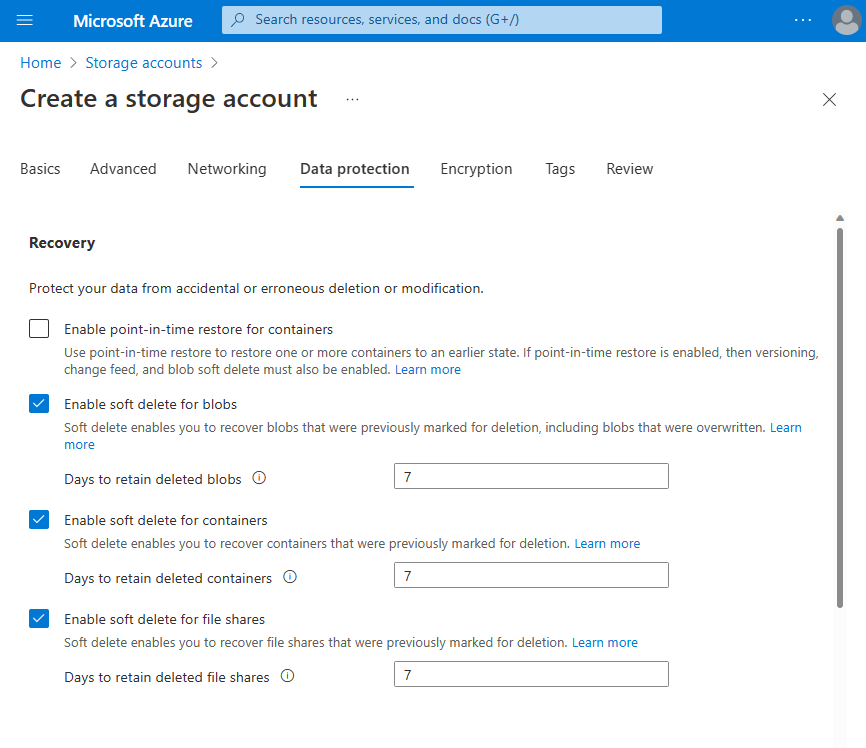 Microsoft Azure
Search resources, services, and docs (G+/)
Home > Storage accounts >
Create a storage account ...
Basics Advanced Networking Data protection Encryption Tags Review
Recovery
Protect your data from accidental or erroneous deletion or modification.
Enable point-in-time restore for containers
Use point-in-time restore to restore one or more containers to an earlier state. If point-in-time restore is enabled, then versioning,
change feed, and blob soft delete must also be enabled. Learn more
Enable soft delete for blobs
Soft delete enables you to recover blobs that were previously marked for deletion, including blobs that were overwritten. Learn
more
Days to retain deleted blobs 7
Enable soft delete for containers
Soft delete enables you to recover containers that were previously marked for deletion. Learn more
Days to retain deleted containers 7
Enable soft delete for file shares
Soft delete enables you to recover file shares that were previously marked for deletion. Learn more
Days to retain deleted file shares 7